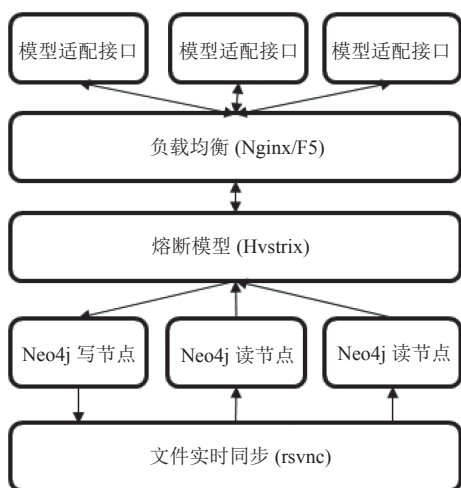 模型适配接口 模型适配接口 模型适配接口
负载均衡 (Nginx/F5)
熔断模型 (Hvstrix)
Neo4j 写节点 Neo4j 读节点 Neo4j 读节点
文件实时同步 (rsvnc)